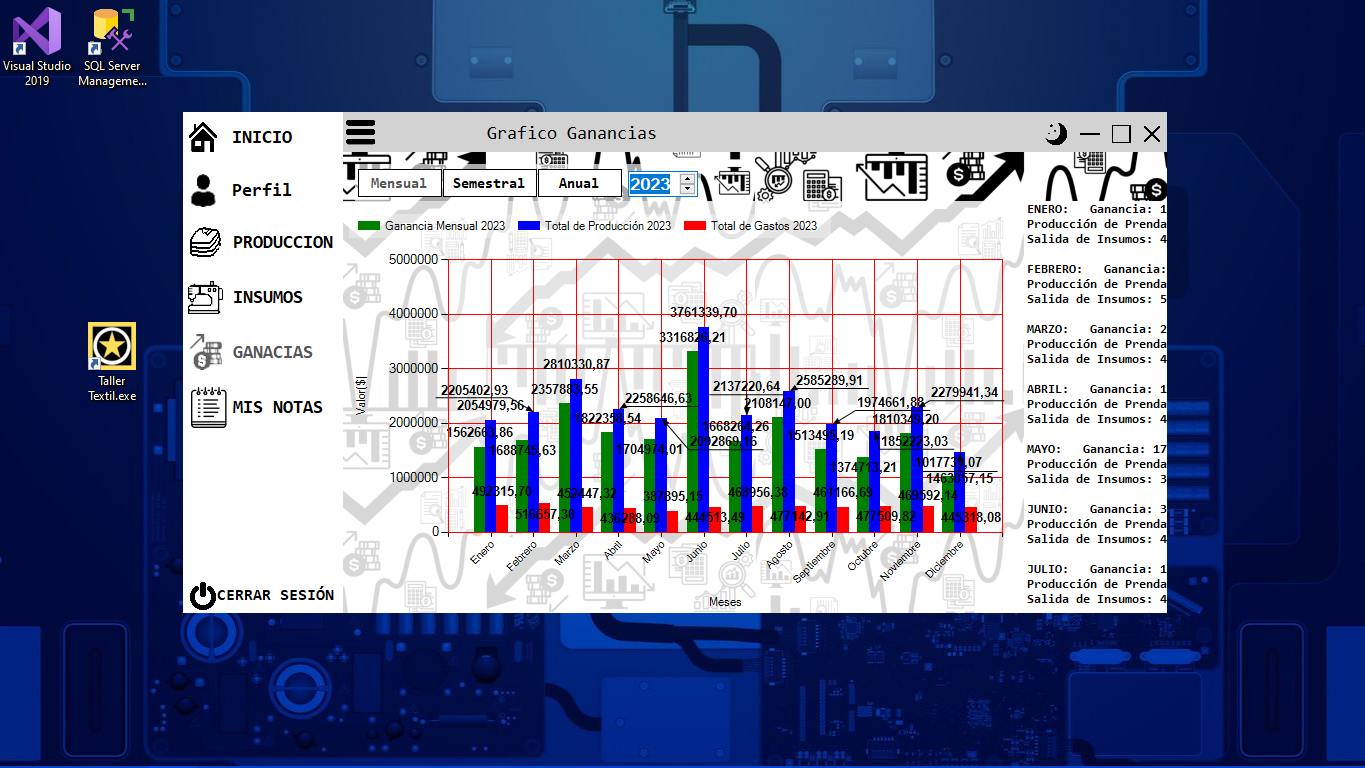 Visual Studio
2019
SQL Server
Manageme...
Taller
Textil.exe
INICIO
Perfil
PRODUCCION
INSUMOS
GANACIAS
MIS NOTAS
CERRAR SESIÓN
Grafico Ganancias
Mensual
Semestral
Anual
2023
Ganancia Mensual 2023
Total de Producción 2023
Total de Gastos 2023
Valor($)
5000000
4000000
3000000
2000000
1000000
0
3761339,70
3316826,21
2810330,87
2585289,91
2137220,64
2205402,93
2357883,55
2258646,63
2279941,34
2054979,56
2108147,00
1974661,88
1822358,54
1668264,26
1810349,20
1562663,86
1513495,19
1688745,63
1704974,01
2092869,16
1852223,03
1374713,21
1017739,07
1463057,15
492315,70
452447,32
387895,15
468956,38
461166,69
469592,14
516657,30
436288,09
444513,49
477142,91
477509,82
445318,08
Enero
Febrero
Marzo
Abril
Mayo
Junio
Julio
Agosto
Septiembre
Octubre
Noviembre
Diciembre
Meses
ENERO: Ganancia: 1
Producción de Prenda
Salida de Insumos: 4
FEBRERO: Ganancia:
Producción de Prenda
Salida de Insumos: 5
MARZO: Ganancia: 2
Producción de Prenda
Salida de Insumos: 4
ABRIL: Ganancia: 1
Producción de Prenda
Salida de Insumos: 4
MAYO: Ganancia: 17
Producción de Prenda
Salida de Insumos: 3
JUNIO: Ganancia: 3
Producción de Prenda
Salida de Insumos: 4
JULIO: Ganancia: 1
Producción de Prenda
Salida de Insumos: 4